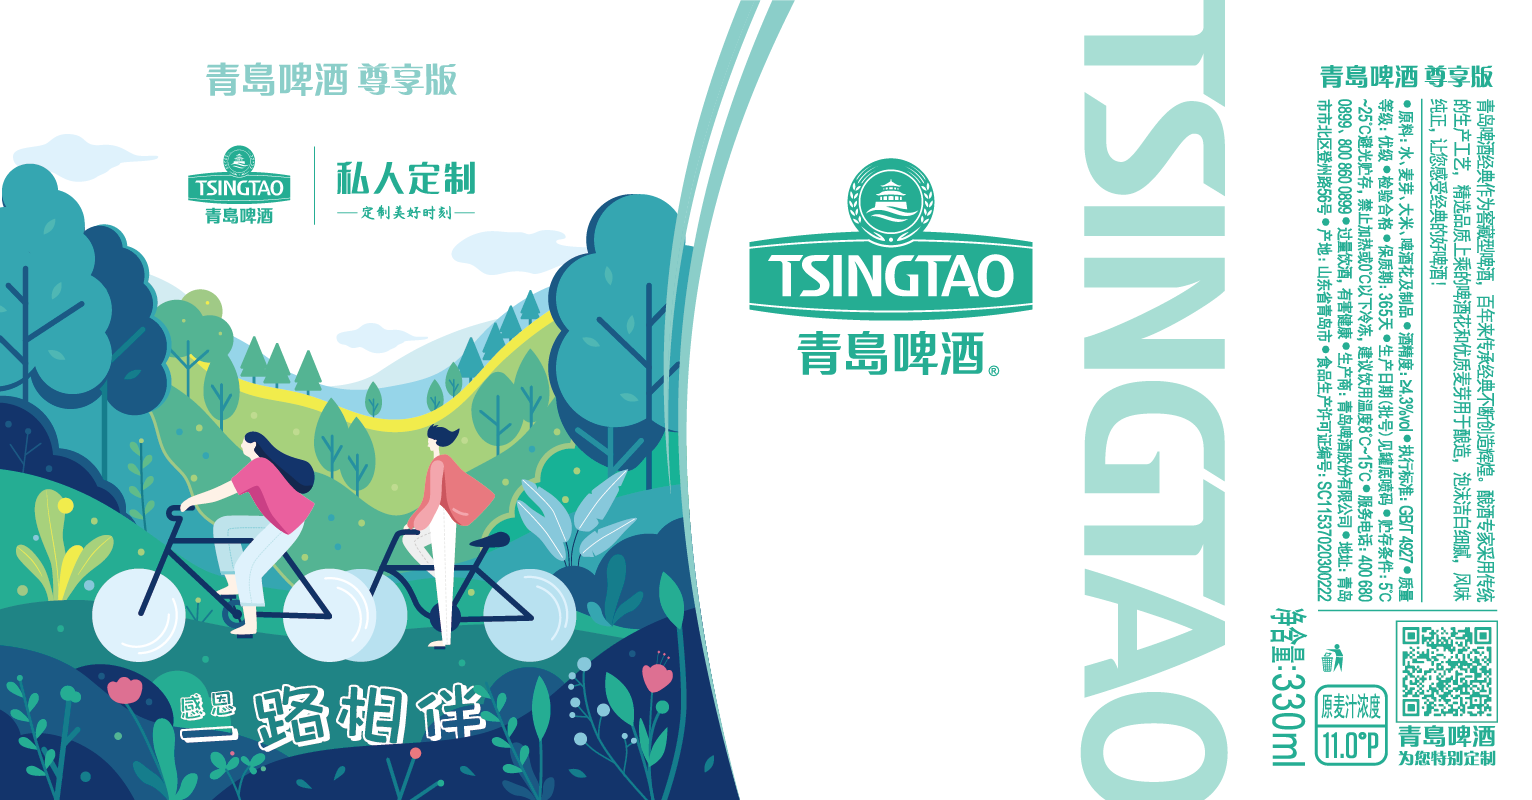 青島啤酒 尊享版
TSINGTAO
青島啤酒
私人定制
定制美好时刻
感恩
一路相伴
TSINGTAO
青島啤酒®
TSINGTAO
青島啤酒 尊享版
青岛啤酒经典作为窖藏型啤酒，百年来传承经典不断创造辉煌。酿酒专家采用传统
的生产工艺，精选品质上乘的啤酒花和优质麦芽用于酿造，泡沫洁白细腻，风味
纯正，让您感受经典的好啤酒！
●原料：水、麦芽、大米、啤酒花及制品 ●酒精度：≥4.3%vol ●执行标准：GB/T 4927 ●质量
等级：优级 ●检验合格 ●保质期：365天 ●生产日期(批号)见罐底喷码 ●贮存条件：5℃
~25℃避光贮存，禁止加热或0℃以下冷冻，建议饮用温度8℃~15℃ ●服务电话：400 680
0899、800 860 0899 ●过量饮酒，有害健康 ●生产商：青岛啤酒股份有限公司 ●地址：青岛
市市北区登州路56号 ●产地：山东省青岛市 ●食品生产许可证编号：SC11537020300222
净含量:330ml
原麦汁浓度
11.0°P
青島啤酒
为您特别定制